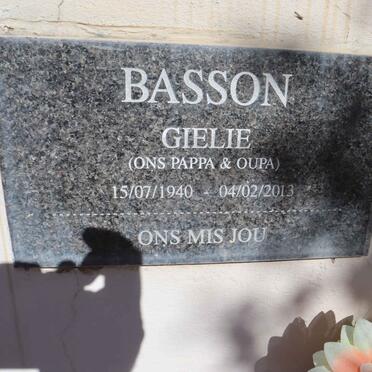 BASSON
GIELIE
(ONS PAPPA & OUPA)
15/07/1940 - 04/02/2013
ONS MIS JOU